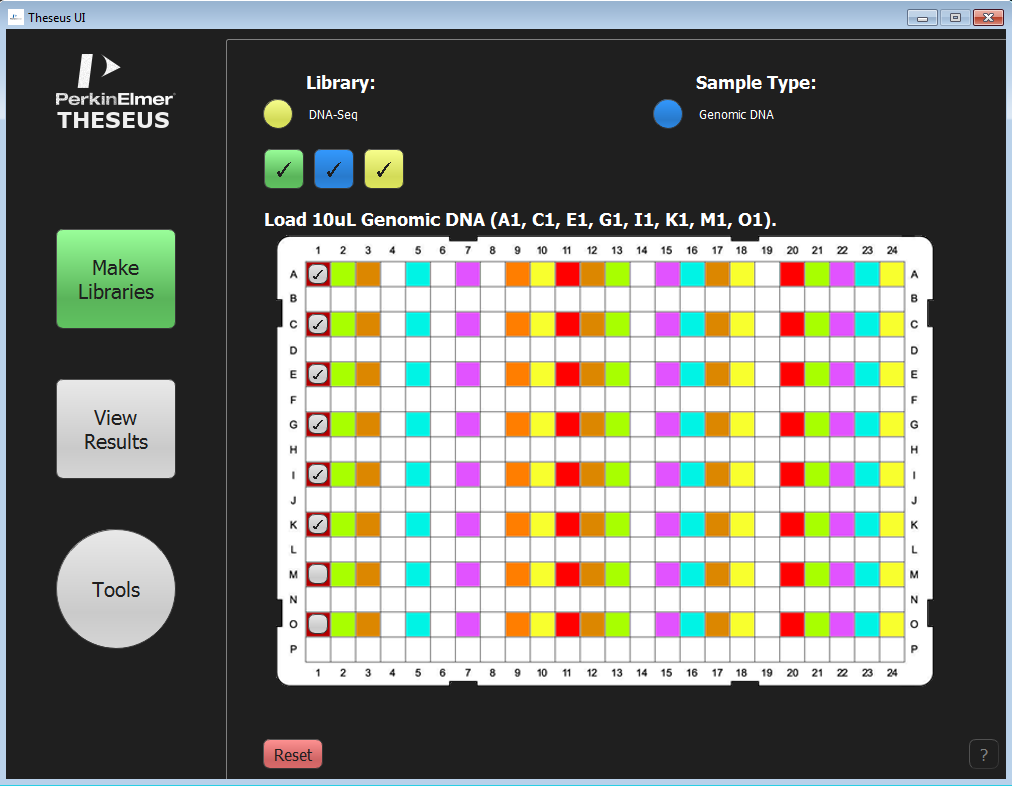 Theseus UI
PerkinElmer
THESEUS
Library:
Sample Type:
DNA-Seq
Genomic DNA
Load 10uL Genomic DNA (A1, C1, E1, G1, I1, K1, M1, O1).
1 2 3 4 5 6 7 8 9 10 11 12 13 14 15 16 17 18 19 20 21 22 23 24
A A
B B
C C
D D
E E
F F
G G
H H
I I
J J
K K
L L
M M
N N
O O
P P
1 2 3 4 5 6 7 8 9 10 11 12 13 14 15 16 17 18 19 20 21 22 23 24
Make
Libraries
View
Results
Tools
Reset
?